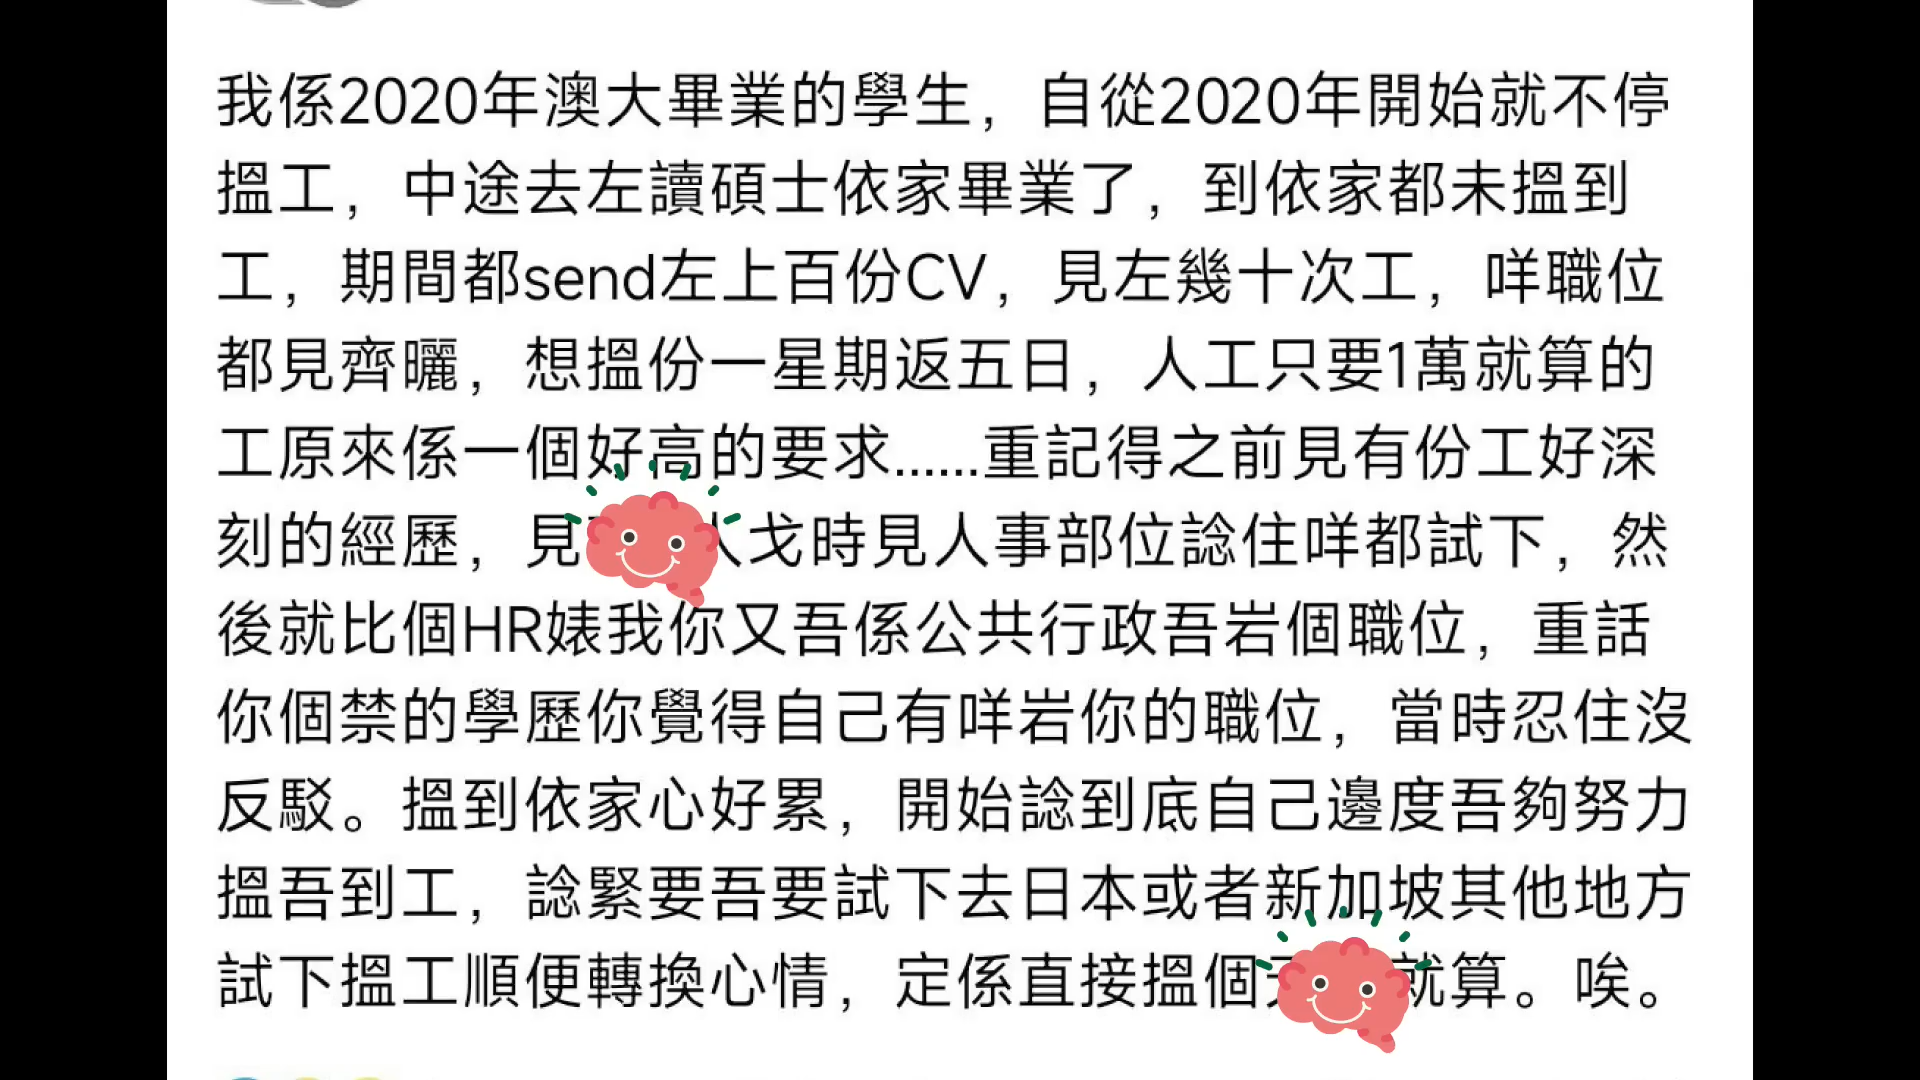 我係2020年澳大畢業的學生，自從2020年開始就不停
搵工，中途去左讀碩士依家畢業了，到依家都未搵到
工，期間都send左上百份CV，見左幾十次工，咩職位
都見齊曬，想搵份一星期返五日，人工只要1萬就算的
工原來係一個好高的要求......重記得之前見有份工好深
刻的經歷，見 人戈時見人事部位諗住咩都試下，然
後就比個HR婊我你又吾係公共行政吾岩個職位，重話
你個禁的學歷你覺得自己有咩岩你的職位，當時忍住沒
反駁。搵到依家心好累，開始諗到底自己邊度吾夠努力
搵吾到工，諗緊要吾要試下去日本或者新加坡其他地方
試下搵工順便轉換心情，定係直接搵個 就算。唉。